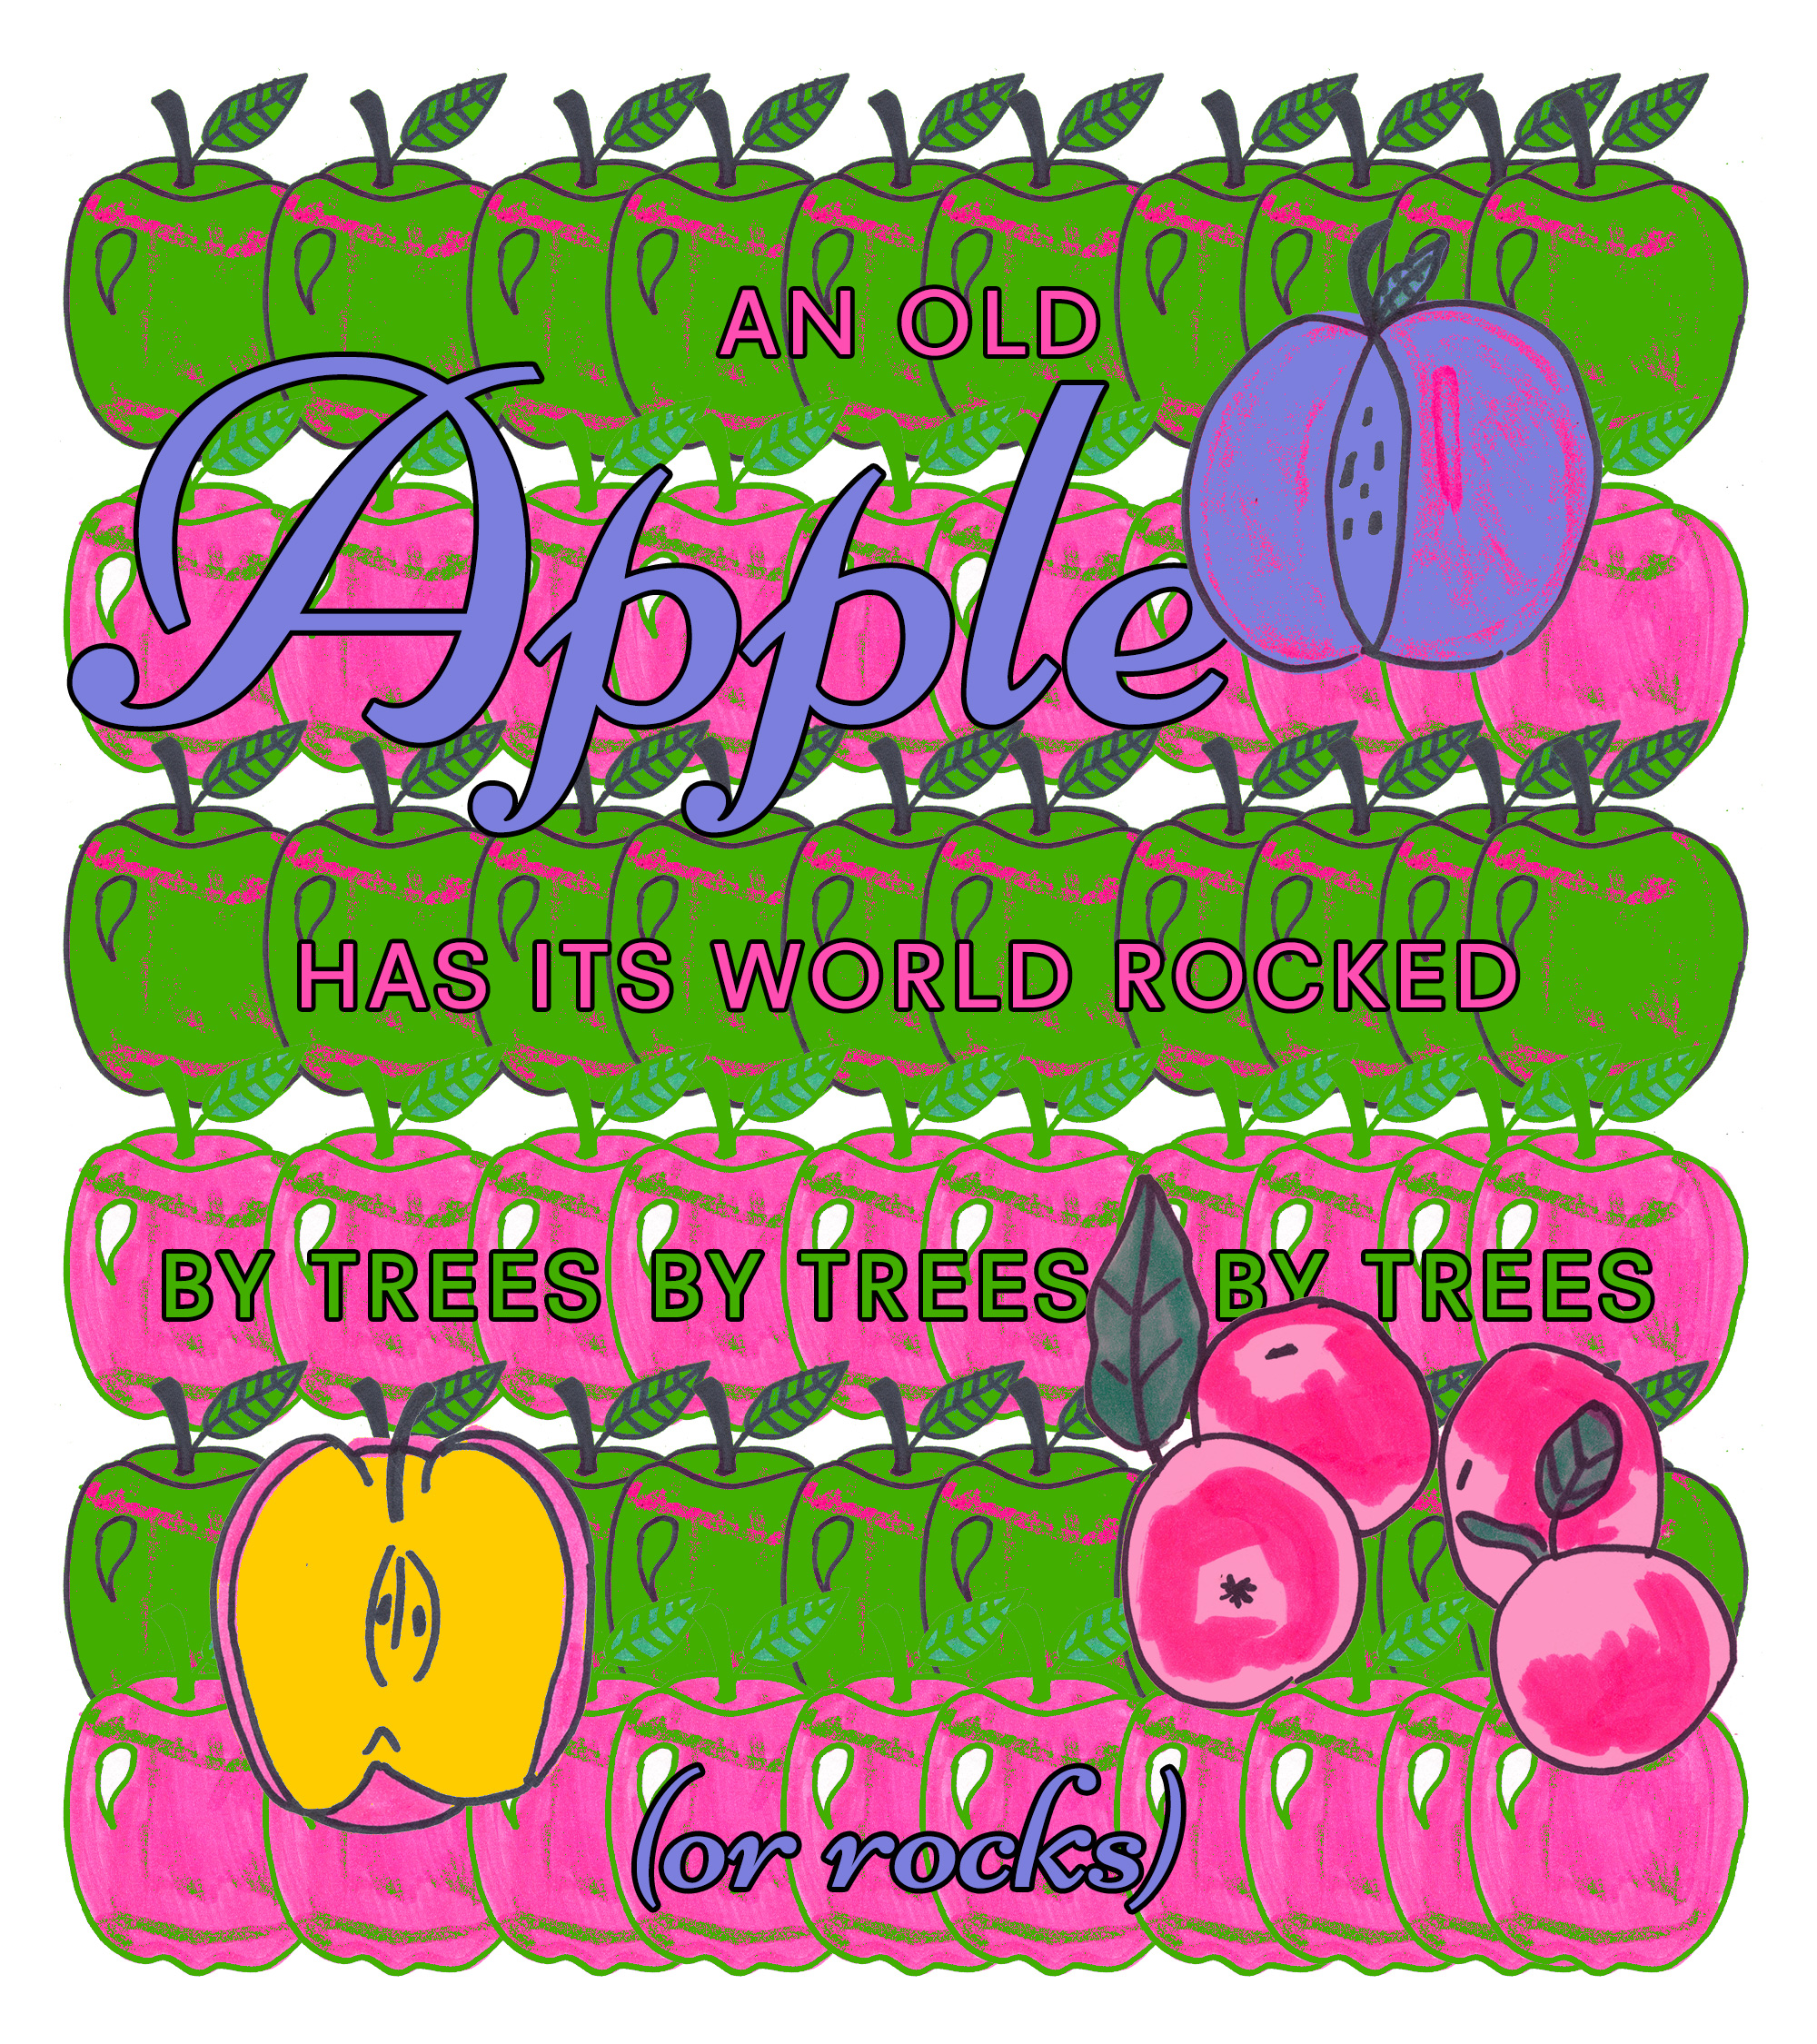 AN OLD
Apple
HAS ITS WORLD ROCKED
BY TREES BY TREES BY TREES
(or rocks)